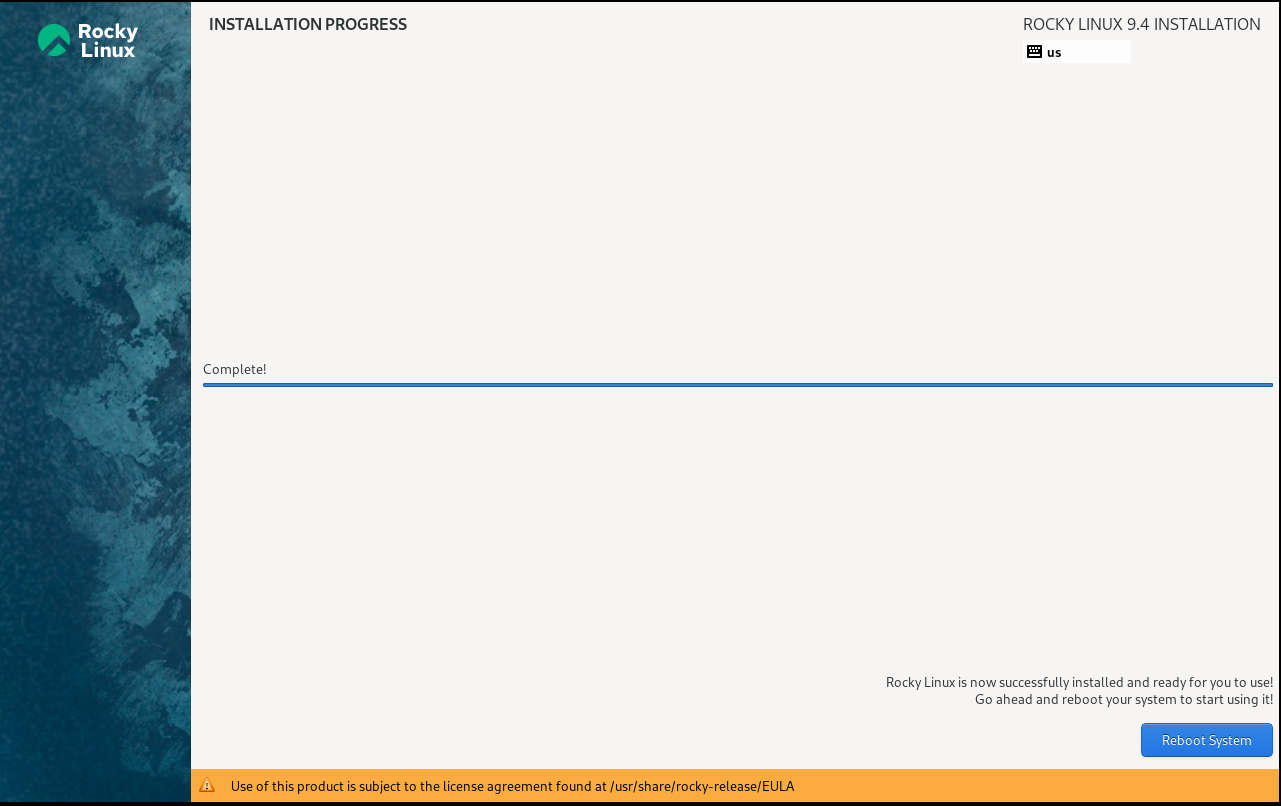 Rocky
Linux
INSTALLATION PROGRESS
ROCKY LINUX 9.4 INSTALLATION
us
Complete!
Rocky Linux is now successfully installed and ready for you to use!
Go ahead and reboot your system to start using it!
Reboot System
Use of this product is subject to the license agreement found at /usr/share/rocky-release/EULA